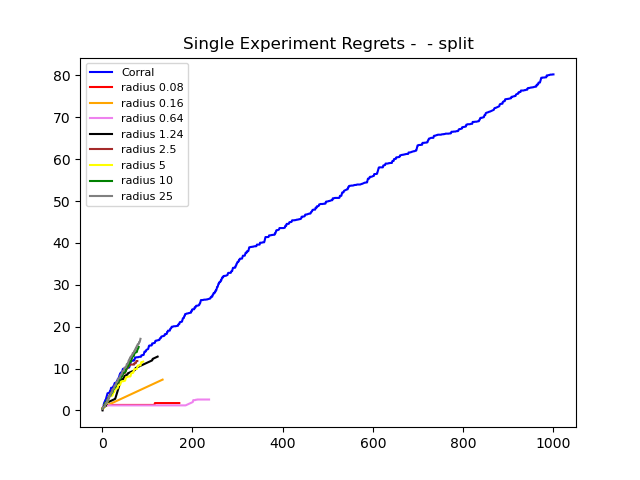 Single Experiment Regrets -  - split
80
70
60
50
40
30
20
10
0
Corral
radius 0.08
radius 0.16
radius 0.64
radius 1.24
radius 2.5
radius 5
radius 10
radius 25
0 200 400 600 800 1000